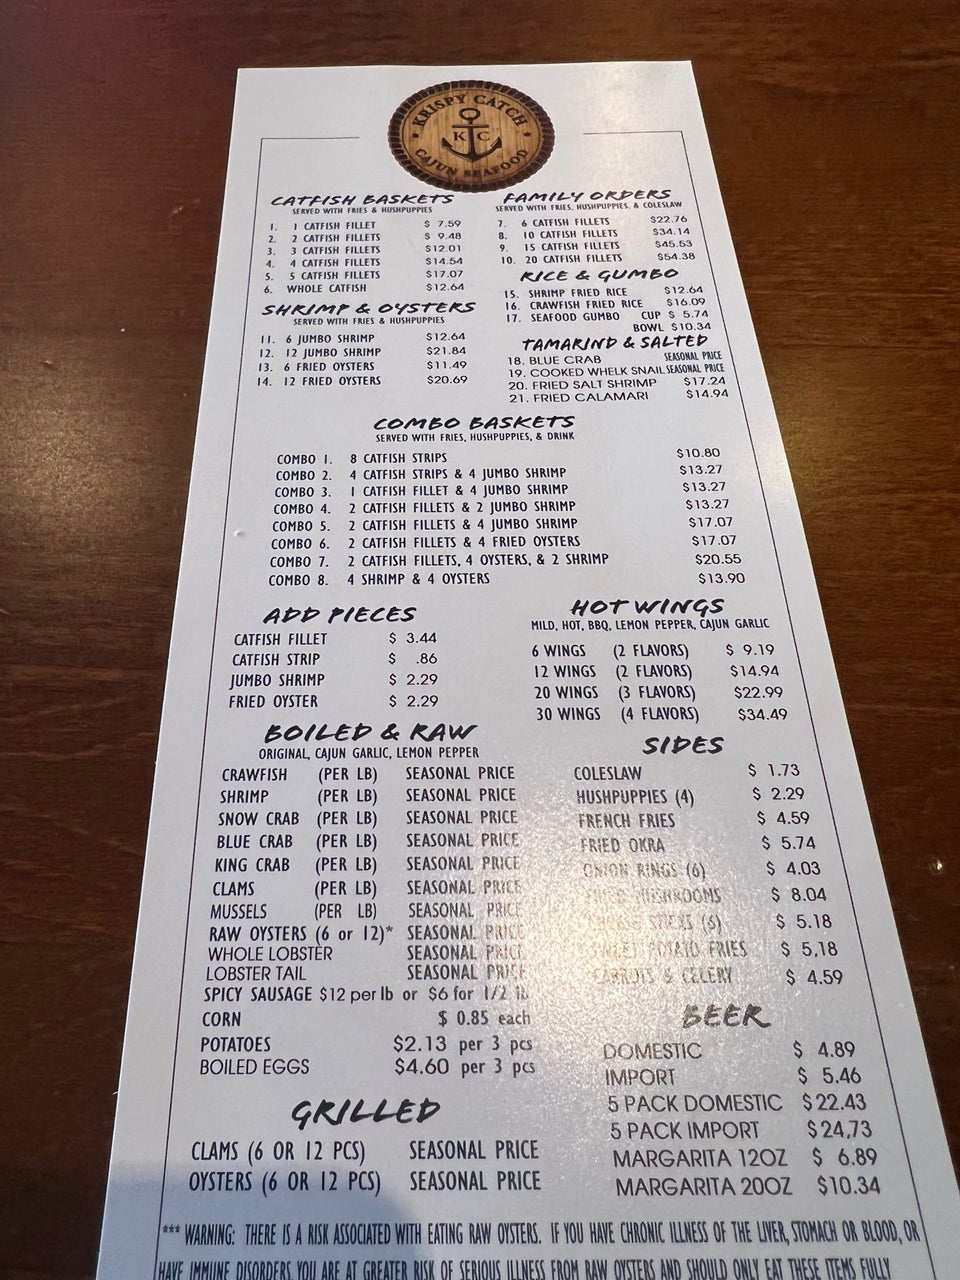 KRISPY CATCH
K C
CAJUN SEAFOOD
CATFISH BASKETS
SERVED WITH FRIES & HUSHPUPPIES
1. 1 CATFISH FILLET $ 7.59
2. 2 CATFISH FILLETS $ 9.48
3. 3 CATFISH FILLETS $12.01
4. 4 CATFISH FILLETS $14.54
5. 5 CATFISH FILLETS $17.07
6. WHOLE CATFISH $12.64
SHRIMP & OYSTERS
SERVED WITH FRIES & HUSHPUPPIES
11. 6 JUMBO SHRIMP $12.64
12. 12 JUMBO SHRIMP $21.84
13. 6 FRIED OYSTERS $11.49
14. 12 FRIED OYSTERS $20.69
FAMILY ORDERS
SERVED WITH FRIES, HUSHPUPPIES, & COLESLAW
7. 6 CATFISH FILLETS $22.76
8. 10 CATFISH FILLETS $34.14
9. 15 CATFISH FILLETS $45.53
10. 20 CATFISH FILLETS $54.38
RICE & GUMBO
15. SHRIMP FRIED RICE $12.64
16. CRAWFISH FRIED RICE $16.09
17. SEAFOOD GUMBO CUP $ 5.74
BOWL $10.34
TAMARIND & SALTED
18. BLUE CRAB SEASONAL PRICE
19. COOKED WHELK SNAIL SEASONAL PRICE
20. FRIED SALT SHRIMP $17.24
21. FRIED CALAMARI $14.94
COMBO BASKETS
SERVED WITH FRIES, HUSHPUPPIES, & DRINK
COMBO 1. 8 CATFISH STRIPS $10.80
COMBO 2. 4 CATFISH STRIPS & 4 JUMBO SHRIMP $13.27
COMBO 3. 1 CATFISH FILLET & 4 JUMBO SHRIMP $13.27
COMBO 4. 2 CATFISH FILLETS & 2 JUMBO SHRIMP $13.27
COMBO 5. 2 CATFISH FILLETS & 4 JUMBO SHRIMP $17.07
COMBO 6. 2 CATFISH FILLETS & 4 FRIED OYSTERS $17.07
COMBO 7. 2 CATFISH FILLETS, 4 OYSTERS, & 2 SHRIMP $20.55
COMBO 8. 4 SHRIMP & 4 OYSTERS $13.90
ADD PIECES
CATFISH FILLET $ 3.44
CATFISH STRIP $ .86
JUMBO SHRIMP $ 2.29
FRIED OYSTER $ 2.29
HOT WINGS
MILD, HOT, BBQ, LEMON PEPPER, CAJUN GARLIC
6 WINGS (2 FLAVORS) $ 9.19
12 WINGS (2 FLAVORS) $14.94
20 WINGS (3 FLAVORS) $22.99
30 WINGS (4 FLAVORS) $34.49
BOILED & RAW
ORIGINAL, CAJUN GARLIC, LEMON PEPPER
CRAWFISH (PER LB) SEASONAL PRICE
SHRIMP (PER LB) SEASONAL PRICE
SNOW CRAB (PER LB) SEASONAL PRICE
BLUE CRAB (PER LB) SEASONAL PRICE
KING CRAB (PER LB) SEASONAL PRICE
CLAMS (PER LB) SEASONAL PRICE
MUSSELS (PER LB) SEASONAL PRICE
RAW OYSTERS (6 or 12)* SEASONAL PRICE
WHOLE LOBSTER SEASONAL PRICE
LOBSTER TAIL SEASONAL PRICE
SPICY SAUSAGE $12 per lb or $6 for 1/2 lb
CORN $ 0.85 each
POTATOES $2.13 per 3 pcs
BOILED EGGS $4.60 per 3 pcs
GRILLED
CLAMS (6 OR 12 PCS) SEASONAL PRICE
OYSTERS (6 OR 12 PCS) SEASONAL PRICE
SIDES
COLESLAW $ 1.73
HUSHPUPPIES (4) $ 2.29
FRENCH FRIES $ 4.59
FRIED OKRA $ 5.74
ONION RINGS (6) $ 4.03
FRIED MUSHROOMS $ 8.04
CHEESE STICKS (6) $ 5.18
SWEET POTATO FRIES $ 5,18
CARROTS & CELERY $ 4.59
BEER
DOMESTIC $ 4.89
IMPORT $ 5.46
5 PACK DOMESTIC $22.43
5 PACK IMPORT $24,73
MARGARITA 12OZ $ 6.89
MARGARITA 20OZ $10.34
*** WARNING: THERE IS A RISK ASSOCIATED WITH EATING RAW OYSTERS. IF YOU HAVE CHRONIC ILLNESS OF THE LIVER, STOMACH OR BLOOD, OR
HAVE IMMUNE DISORDERS, YOU ARE AT GREATER RISK OF SERIOUS ILLNESS FROM RAW OYSTERS AND SHOULD ONLY EAT THESE ITEMS FULLY